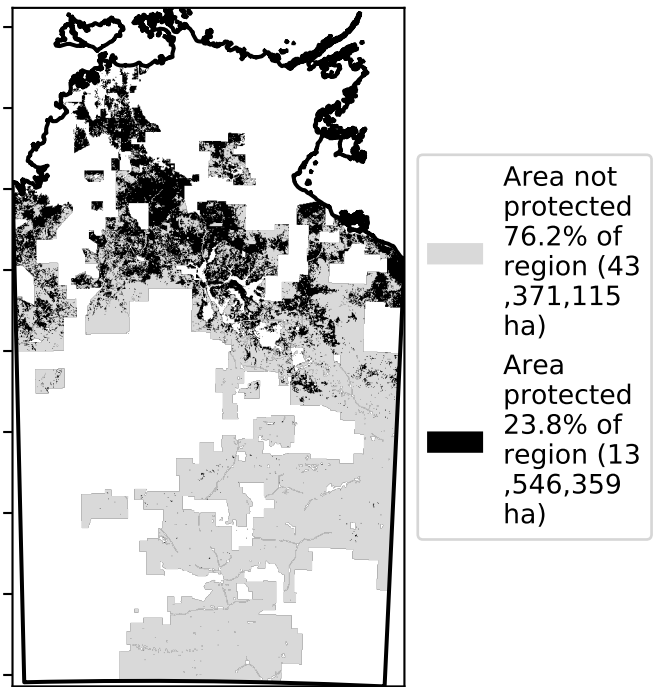 Area not
protected
76.2% of
region (43
,371,115
ha)
Area
protected
23.8% of
region (13
,546,359
ha)